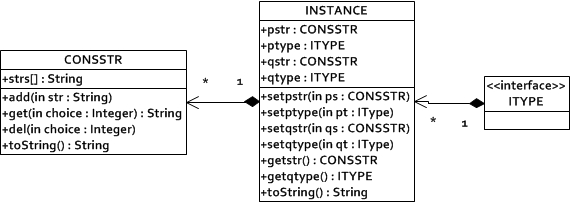 CONSSTR
+strs[] : String
+add(in str : String)
+get(in choice : Integer) : String
+del(in choice : Integer)
+toString() : String
* 1
INSTANCE
+pstr : CONSSTR
+ptype : ITYPE
+qstr : CONSSTR
+qtype : ITYPE
+setpstr(in ps : CONSSTR)
+setptype(in pt : IType)
+setqstr(in qs : CONSSTR)
+setqtype(in qt : IType)
+getstr() : CONSSTR
+getqtype() : ITYPE
+toString() : String
* 1
<<interface>>
ITYPE